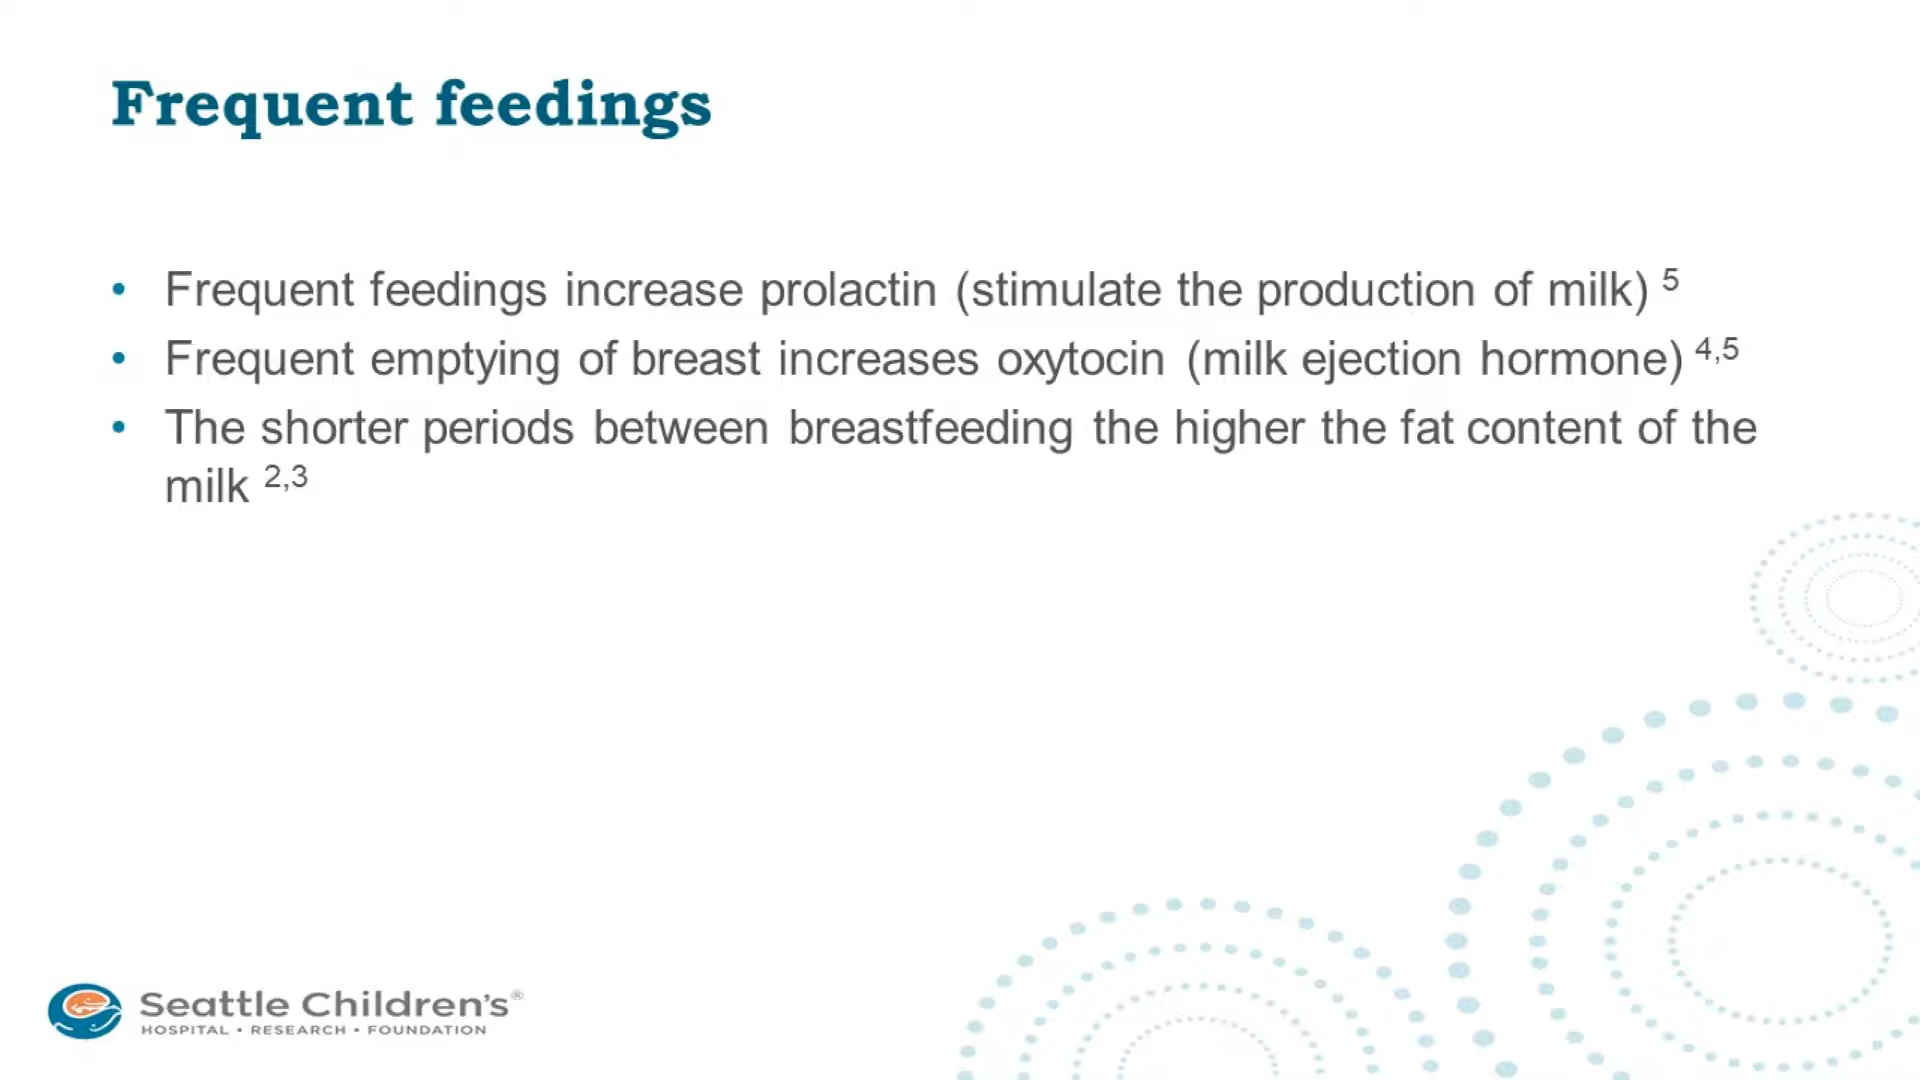 Frequent feedings
• Frequent feedings increase prolactin (stimulate the production of milk) 5
• Frequent emptying of breast increases oxytocin (milk ejection hormone) 4,5
• The shorter periods between breastfeeding the higher the fat content of the
milk 2,3
Seattle Children's®
HOSPITAL • RESEARCH • FOUNDATION